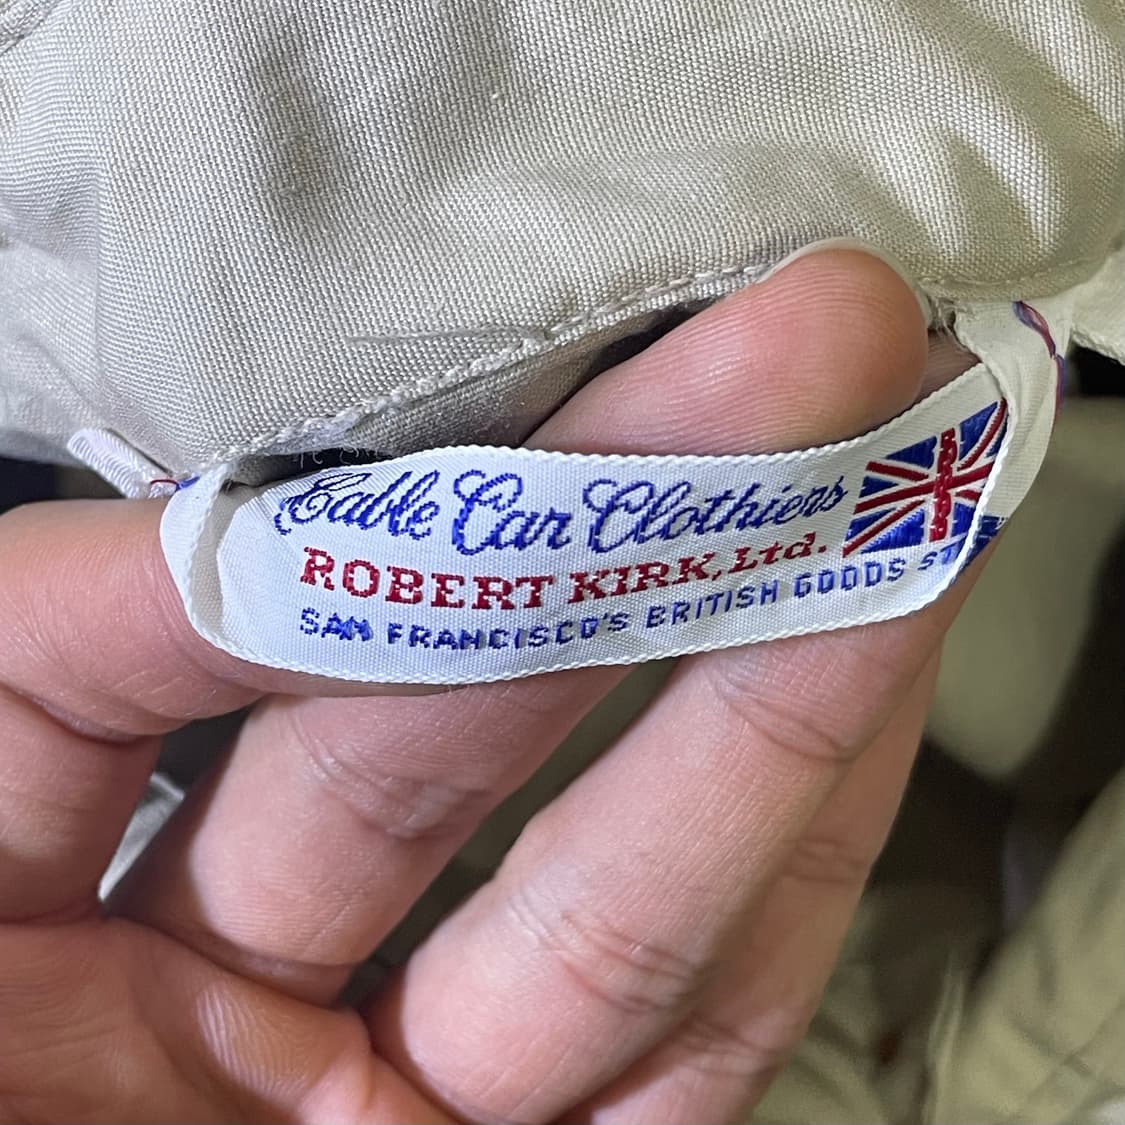 Cable Car Clothiers
ROBERT KIRK, Ltd.
SAN FRANCISCO'S BRITISH GOODS